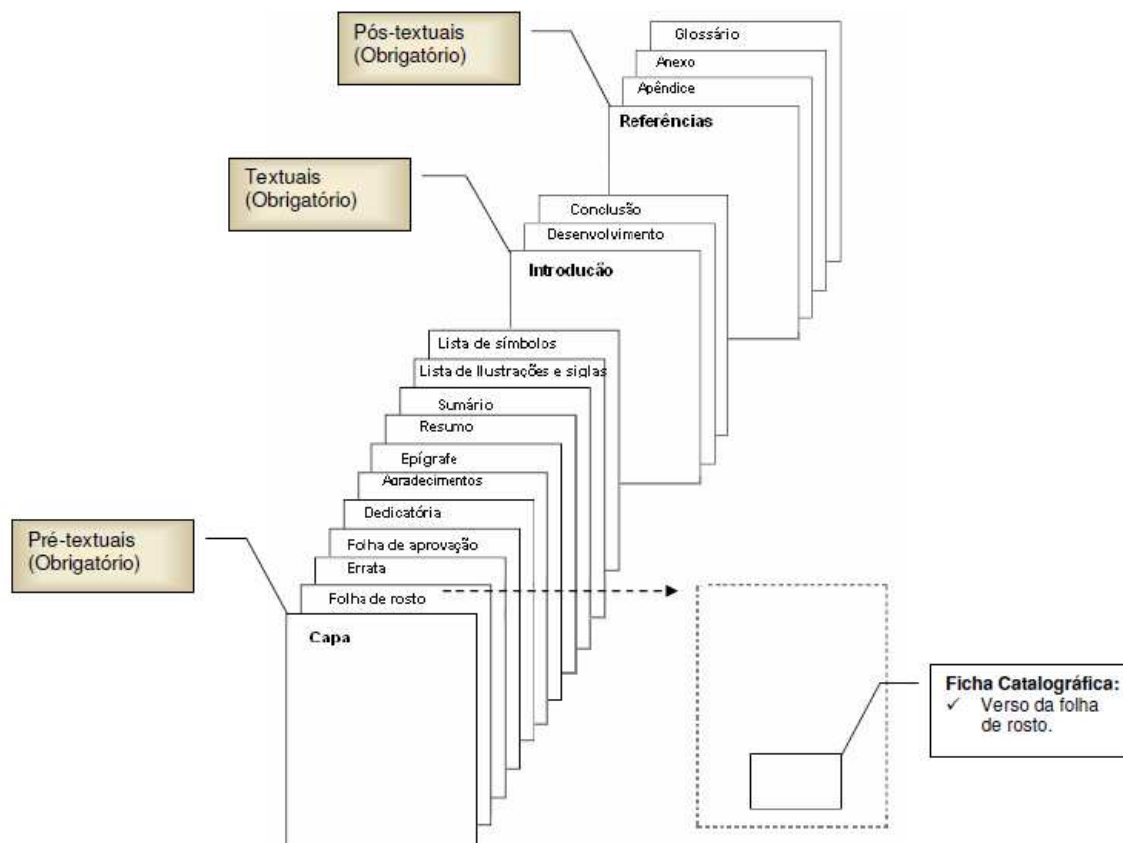 Pós-textuais
(Obrigatório)
Glossário
Anexo
Apêndice
Referências
Textuais
(Obrigatório)
Conclusão
Desenvolvimento
Introducão
Lista de símbolos
Lista de Ilustrações e siglas
Sumário
Resumo
Epígrafe
Agradecimentos
Dedicatória
Pré-textuais
(Obrigatório)
Folha de aprovação
Errata
Folha de rosto
Capa
Ficha Catalográfica:
✓ Verso da folha
de rosto.